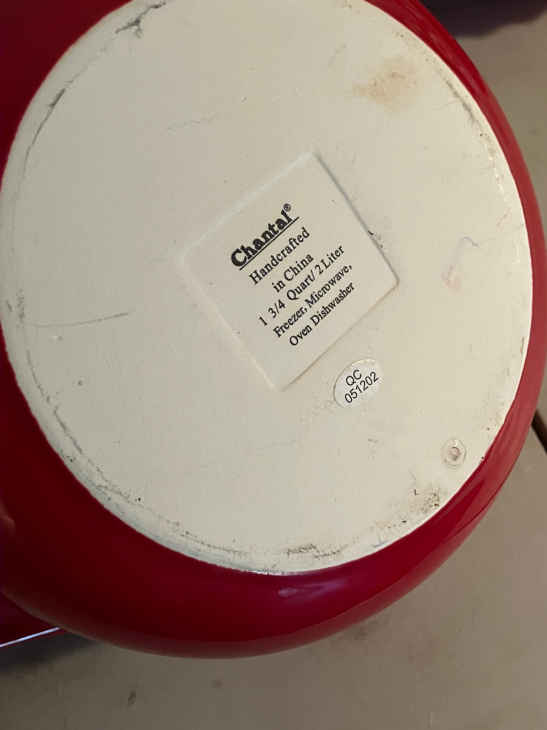 Chantal®
Handcrafted
in China
1 3/4 Quart/ 2 Liter
Freezer, Microwave,
Oven Dishwasher
QC
051202